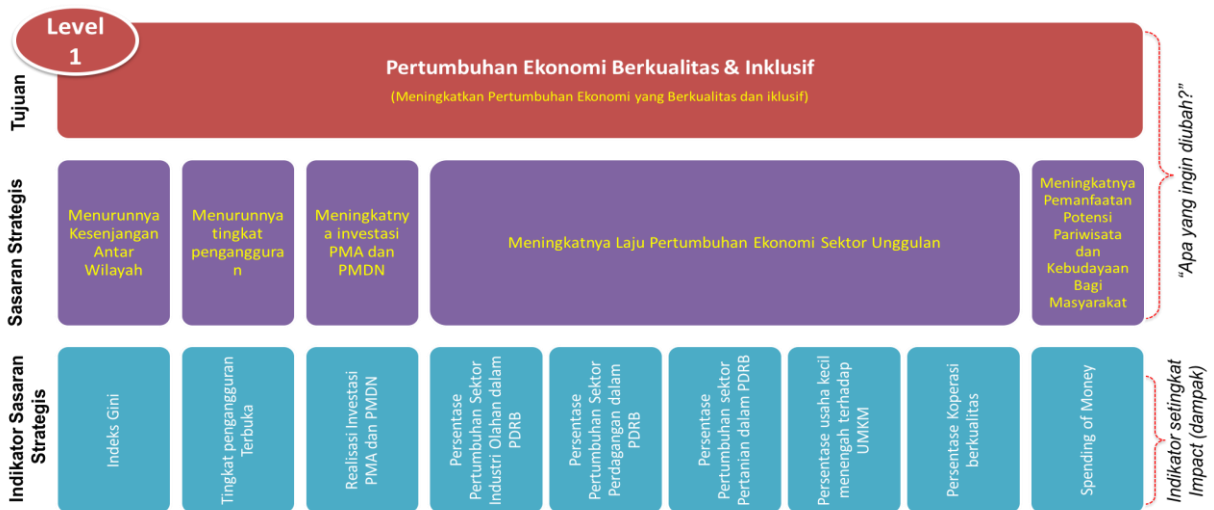 Level
1
Tujuan
Pertumbuhan Ekonomi Berkualitas & Inklusif
(Meningkatkan Pertumbuhan Ekonomi yang Berkualitas dan iklusif)
“Apa yang ingin diubah?”
Sasaran Strategis
Menurunnya
Kesenjangan
Antar
Wilayah
Menurunnya
tingkat
penganggura
n
Meningkatny
a investasi
PMA dan
PMDN
Meningkatnya Laju Pertumbuhan Ekonomi Sektor Unggulan
Meningkatnya
Pemanfaatan
Potensi
Pariwisata
dan
Kebudayaan
Bagi
Masyarakat
Indikator Sasaran
Strategis
Indeks Gini
Tingkat pengangguran
Terbuka
Realisasi Investasi
PMA dan PMDN
Persentase
Pertumbuhan Sektor
Industri Olahan dalam
PDRB
Persentase
Pertumbuhan Sektor
Perdagangan dalam
PDRB
Persentase
Pertumbuhan sektor
Pertanian dalam PDRB
Persentase usaha kecil
menengah terhadap
UMKM
Persentase Koperasi
berkualitas
Spending of Money
Indikator setingkat
Impact (dampak)